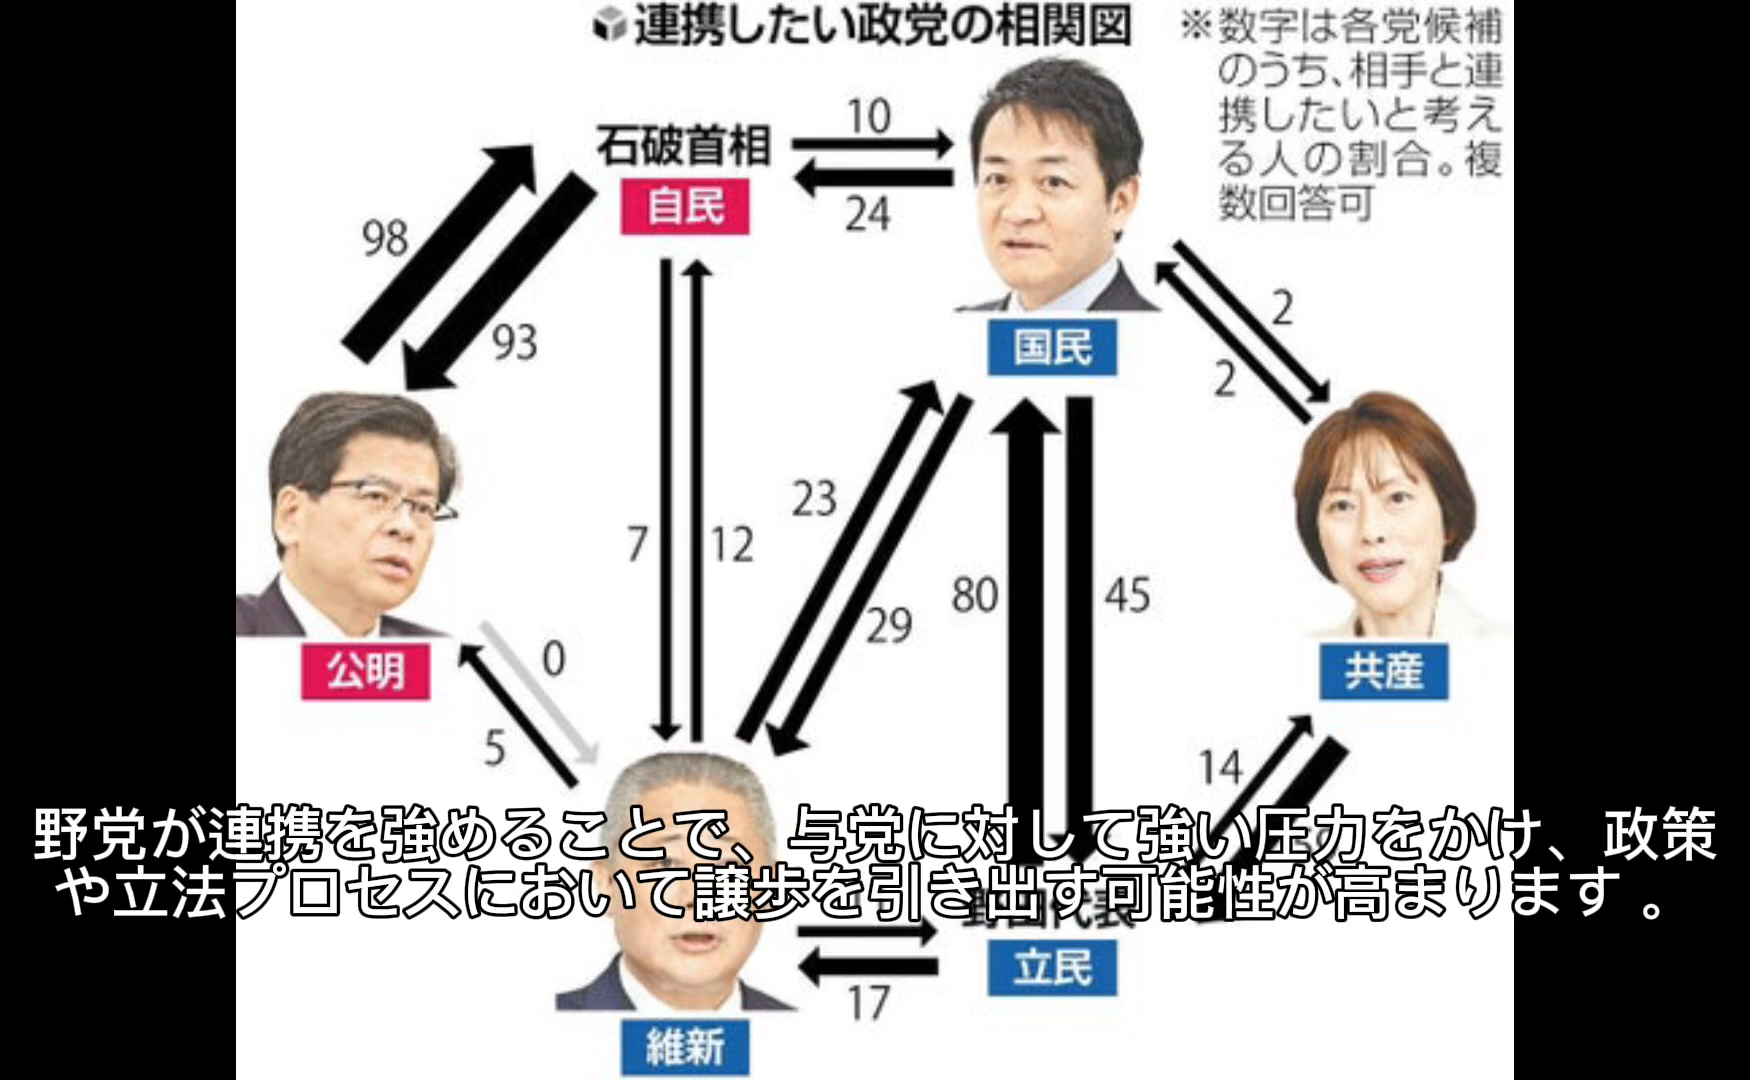 連携したい政党の相関図
※数字は各党候補
のうち、相手と連
携したいと考え
る人の割合。複
数回答可
10
石破首相
自民
24
98
93
国民
2
2
23
7
12
29
80
45
公明
0
5
共産
14
野党が連携を強めることで、与党に対して強い圧力をかけ、政策
や立法プロセスにおいて譲歩を引き出す可能性が高まります 。
野田代表
立民
17
維新